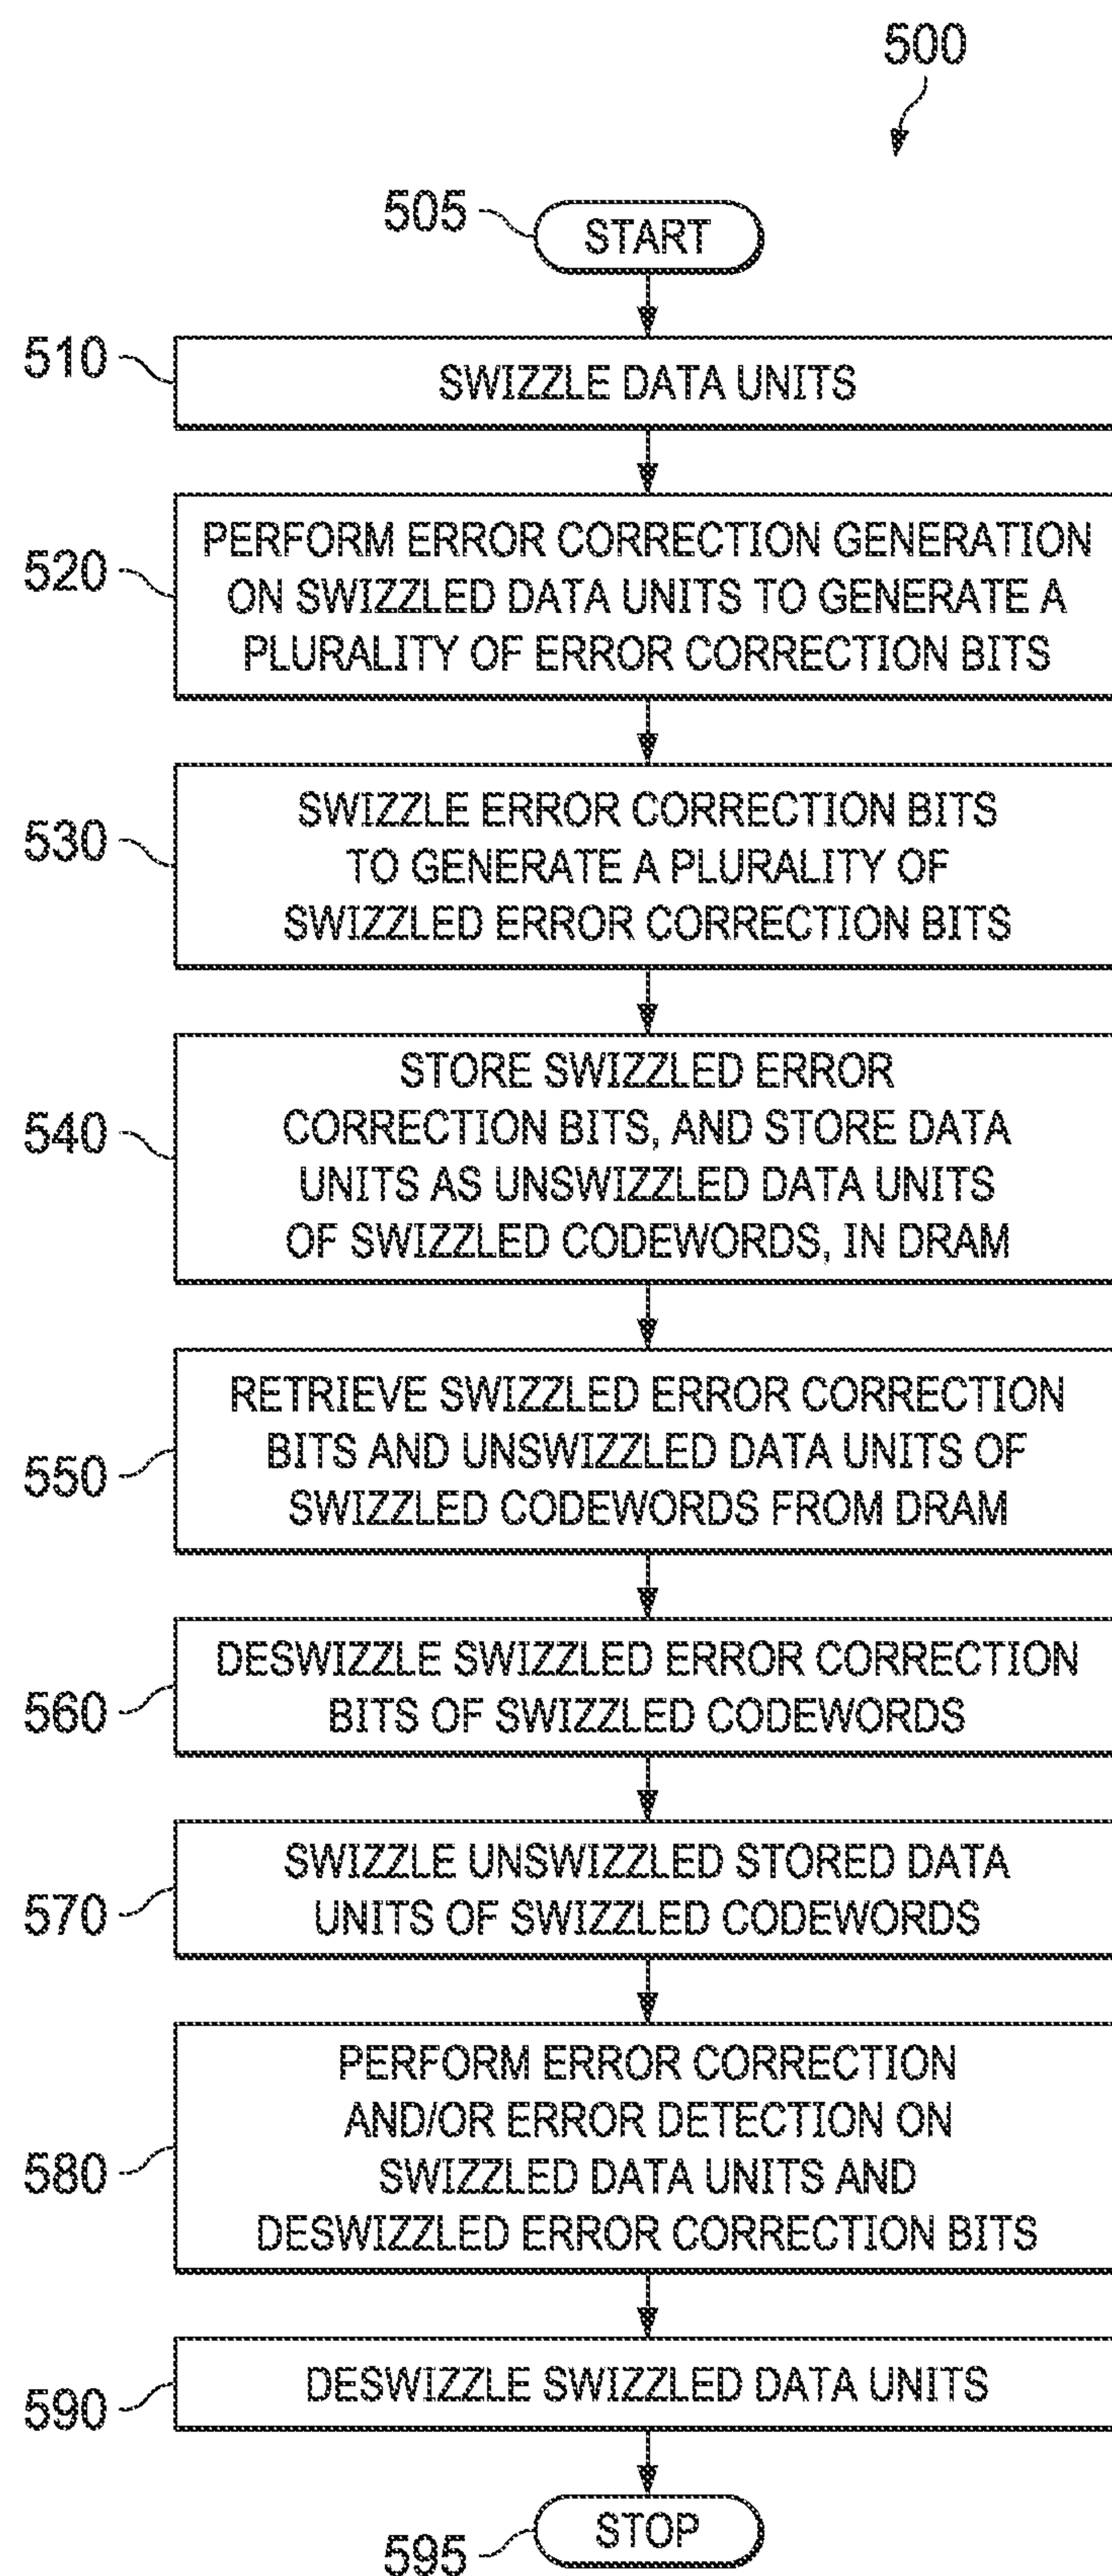 500
505
START
510
SWIZZLE DATA UNITS
520
PERFORM ERROR CORRECTION GENERATION
ON SWIZZLED DATA UNITS TO GENERATE A
PLURALITY OF ERROR CORRECTION BITS
530
SWIZZLE ERROR CORRECTION BITS
TO GENERATE A PLURALITY OF
SWIZZLED ERROR CORRECTION BITS
540
STORE SWIZZLED ERROR
CORRECTION BITS, AND STORE DATA
UNITS AS UNSWIZZLED DATA UNITS
OF SWIZZLED CODEWORDS, IN DRAM
550
RETRIEVE SWIZZLED ERROR CORRECTION
BITS AND UNSWIZZLED DATA UNITS OF
SWIZZLED CODEWORDS FROM DRAM
560
DESWIZZLE SWIZZLED ERROR CORRECTION
BITS OF SWIZZLED CODEWORDS
570
SWIZZLE UNSWIZZLED STORED DATA
UNITS OF SWIZZLED CODEWORDS
580
PERFORM ERROR CORRECTION
AND/OR ERROR DETECTION ON
SWIZZLED DATA UNITS AND
DESWIZZLED ERROR CORRECTION BITS
590
DESWIZZLE SWIZZLED DATA UNITS
595
STOP